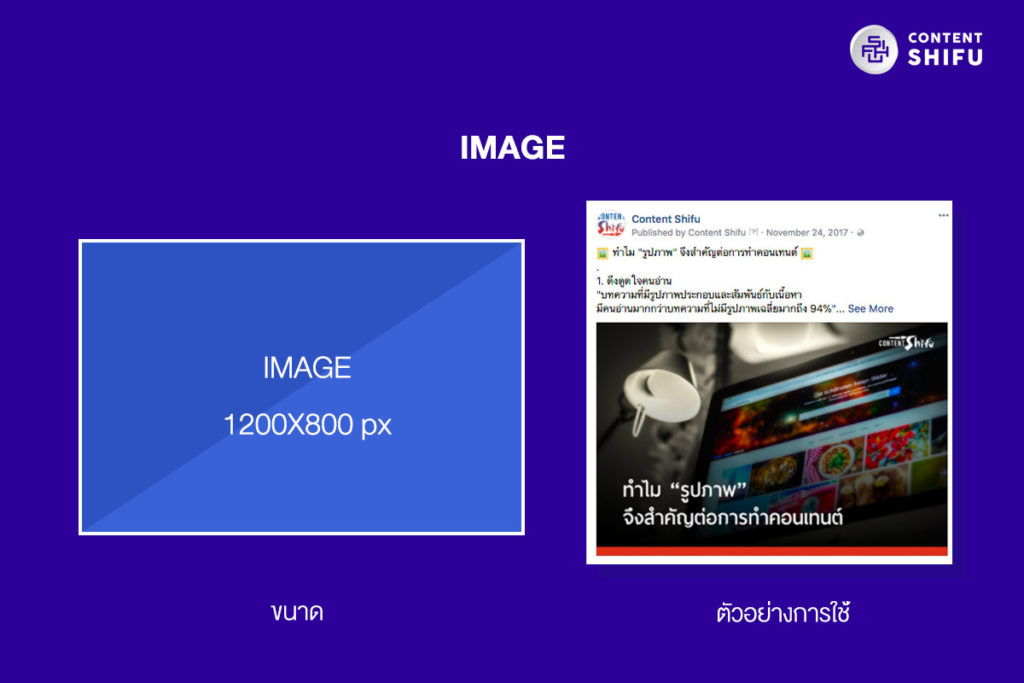 CONTENT
SHIFU
IMAGE
IMAGE
1200X800 px
ขนาด
CONTENT
Shifu
Content Shifu
Published by Content Shifu [?] · November 24, 2017 ·
ทำไม "รูปภาพ" จึงสำคัญต่อการทำคอนเทนต์
.
1. ดึงดูดใจคนอ่าน
"บทความที่มีรูปภาพประกอบและสัมพันธ์กับเนื้อหา
มีคนอ่านมากกว่าบทความที่ไม่มีรูปภาพเฉลี่ยมากถึง 94%"... See More
CONTENT Shifu
ทำไม “รูปภาพ”
จึงสำคัญต่อการทำคอนเทนต์
ตัวอย่างการใช้